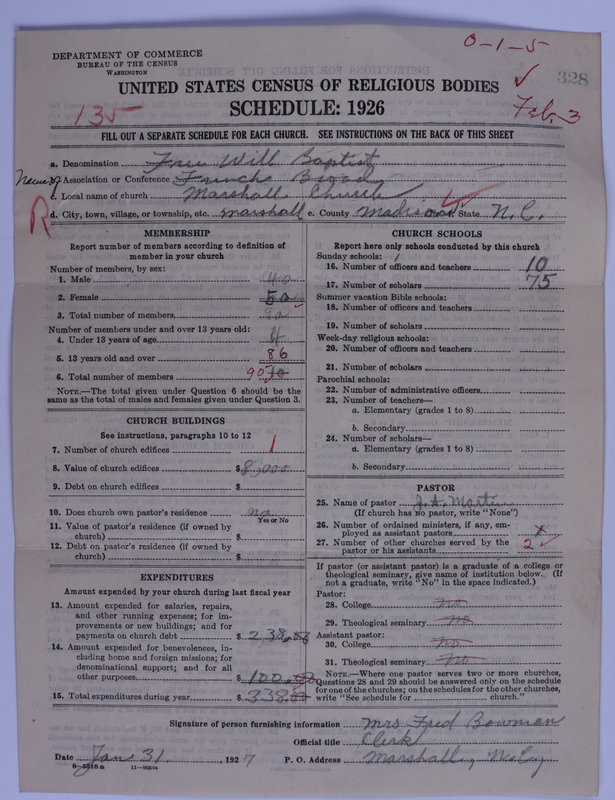 DEPARTMENT OF COMMERCE
BUREAU OF THE CENSUS
WASHINGTON
0-1-5
328
UNITED STATES CENSUS OF RELIGIOUS BODIES
SCHEDULE: 1926
135
Feb. 3
FILL OUT A SEPARATE SCHEDULE FOR EACH CHURCH. SEE INSTRUCTIONS ON THE BACK OF THIS SHEET
a. Denomination Free Will Baptist
Name of Association or Conference French Broad
c. Local name of church Marshall Church
R
d. City, town, village, or township, etc. Marshall e. County Madison State N.C.
MEMBERSHIP
Report number of members according to definition of
member in your church
Number of members, by sex:
1. Male 40
2. Female 50
3. Total number of members 90
Number of members under and over 13 years old:
4. Under 13 years of age 4
5. 13 years old and over 86
6. Total number of members 90
NOTE.—The total given under Question 6 should be
same as the total of males and females given under Question 3.
CHURCH BUILDINGS
See instructions, paragraphs 10 to 12
7. Number of church edifices 1
8. Value of church edifices $8,000
9. Debt on church edifices $
10. Does church own pastor's residence no
Yes or No
11. Value of pastor's residence (if owned by
church) $
12. Debt on pastor's residence (if owned by
church) $
EXPENDITURES
Amount expended by your church during last fiscal year
13. Amount expended for salaries, repairs,
and other running expenses; for im-
provements or new buildings; and for
payments on church debt $ 238.00
14. Amount expended for benevolences, in-
cluding home and foreign missions; for
denominational support; and for all
other purposes $ 100.00
15. Total expenditures during year $ 338.00
CHURCH SCHOOLS
Report here only schools conducted by this church
Sunday schools: 1
16. Number of officers and teachers 10
17. Number of scholars 75
Summer vacation Bible schools:
18. Number of officers and teachers
19. Number of scholars
Week-day religious schools:
20. Number of officers and teachers
21. Number of scholars
Parochial schools:
22. Number of administrative officers
23. Number of teachers—
a. Elementary (grades 1 to 8)
b. Secondary
24. Number of scholars—
a. Elementary (grades 1 to 8)
b. Secondary
PASTOR
25. Name of pastor J. A. Martin
(If church has no pastor, write "None")
26. Number of ordained ministers, if any, em-
ployed as assistant pastors x
27. Number of other churches served by the
pastor or his assistants 2
If pastor (or assistant pastor) is a graduate of a college or
theological seminary, give name of institution below. (If
not a graduate, write "No" in the space indicated.)
Pastor:
28. College no
29. Theological seminary no
Assistant pastor:
30. College no
31. Theological seminary no
NOTE.—Where one pastor serves two or more churches,
Questions 28 and 29 should be answered only on the schedule
for one of the churches; on the schedules for the other churches,
write "See schedule for church."
Signature of person furnishing information Mrs Fred Bowman
Official title Clerk
Date Jan 31, 1927 P. O. Address Marshall,
8-5518a 11-9024a